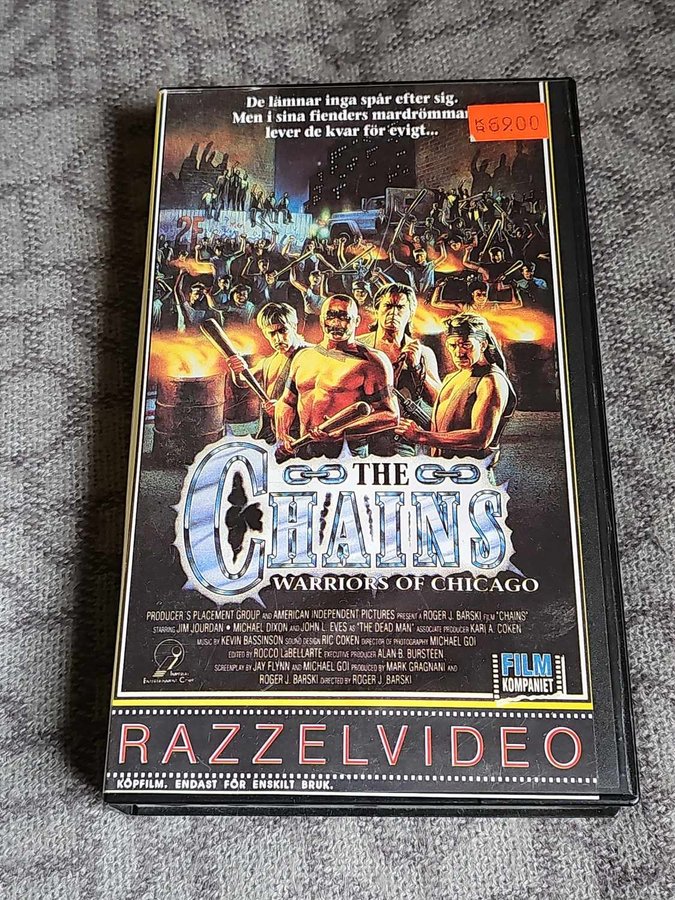 De lämnar inga spår efter sig.
Men i sina fienders mardrömmar
lever de kvar för evigt...
KR 69.00
2F
THE
CHAINS
WARRIORS OF CHICAGO
PRODUCER'S PLACEMENT GROUP AND AMERICAN INDEPENDENT PICTURES PRESENT A ROGER J. BARSKI FILM "CHAINS"
STARRING JIM JOURDAN • MICHAEL DIXON AND JOHN L. EVES AS "THE DEAD MAN" ASSOCIATE PRODUCER KARI A. COKEN
MUSIC BY KEVIN BASSINSON SOUND DESIGN RIC COKEN DIRECTOR OF PHOTOGRAPHY MICHAEL GOI
EDITED BY ROCCO LABELLARTE EXECUTIVE PRODUCER ALAN B. BURSTEEN
SCREENPLAY BY JAY FLYNN AND MICHAEL GOI PRODUCED BY MARK GRAGNANI AND
ROGER J. BARSKI DIRECTED BY ROGER J. BARSKI
FILM
KOMPANIET
RAZZELVIDEO
KÖPFILM. ENDAST FÖR ENSKILT BRUK.